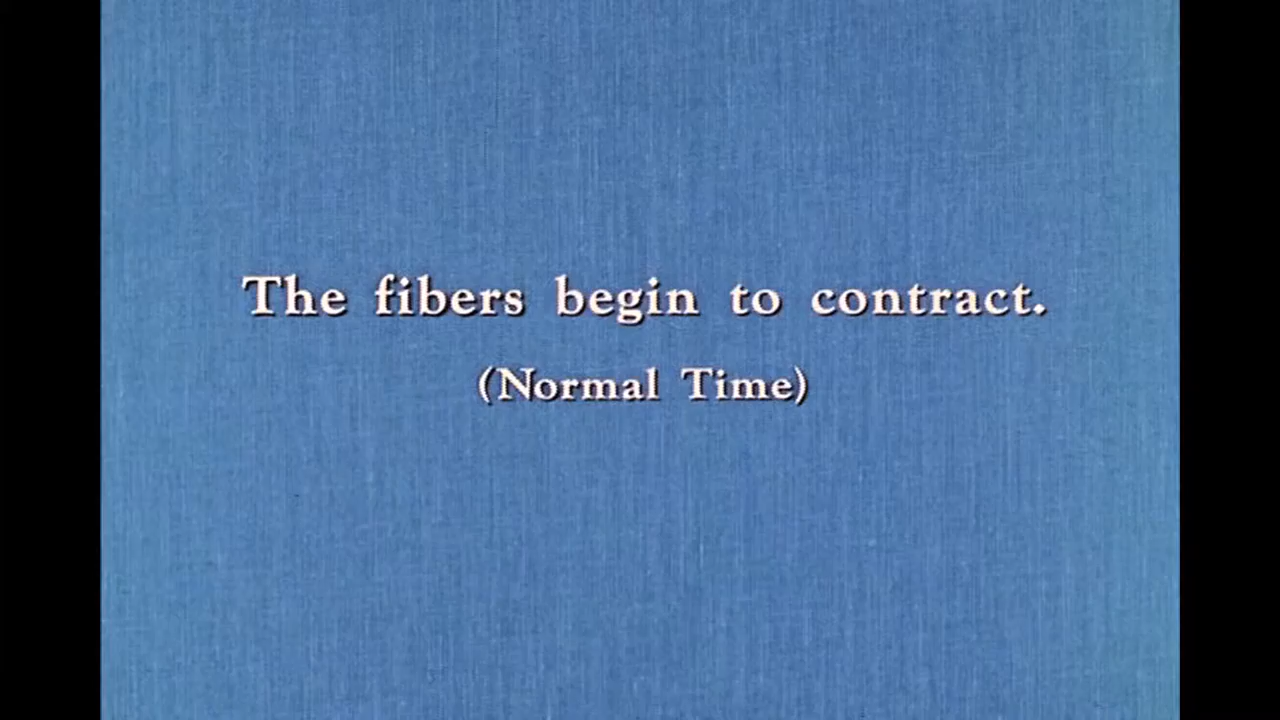 The fibers begin to contract.
(Normal Time)